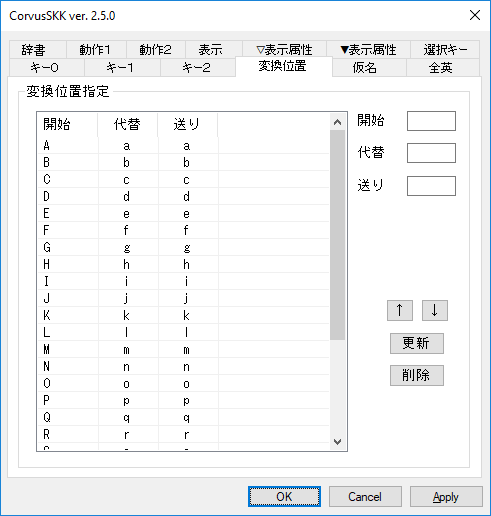 CorvusSKK ver. 2.5.0
辞書 動作1 動作2 表示 ▽表示属性 ▼表示属性 選択キー
キー0 キー1 キー2 変換位置 仮名 全英
変換位置指定
開始 代替 送り 開始
A a a
B b b 代替
C c c
D d d 送り
E e e
F f f
G g g
H h h
I i i
J j j
K k k ↑ ↓
L l l
M m m 更新
N n n
O o o 削除
P p p
Q q q
R r r
OK Cancel Apply